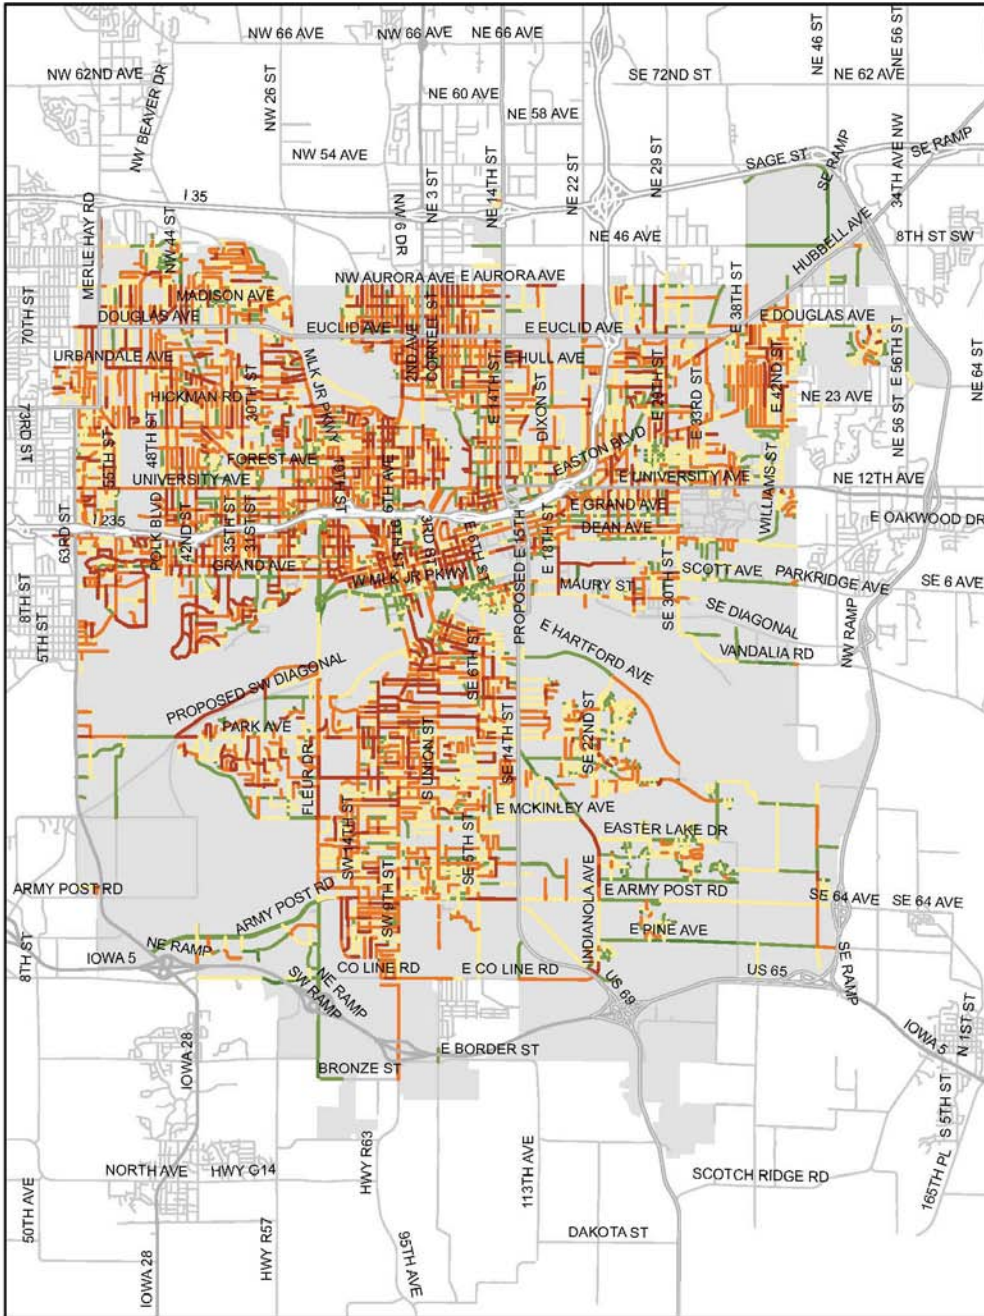 NW 66 AVE
NW 66 AVE
NE 66 AVE
NE 46 ST
NE 56 ST
NW 62ND AVE
NW BEAVER DR
NW 26 ST
SE 72ND ST
NE 62 AVE
NE 60 AVE
NE 58 AVE
NW 54 AVE
SAGE ST
SE RAMP
34TH AVE NW
SE RAMP
I 35
NE 3 ST
NE 14TH ST
NE 22 ST
NE 29 ST
MERLE HAY RD
NW 44 ST
NW 6 DR
NE 46 AVE
HUBBELL AVE
8TH ST SW
NW AURORA AVE
E AURORA AVE
E 38TH ST
70TH ST
MADISON AVE
DOUGLAS AVE
EUCLID AVE
E EUCLID AVE
E DOUGLAS AVE
URBANDALE AVE
MLK JR PKWY
2ND AVE
E HULL AVE
E 14TH ST
DIXON ST
E 29TH ST
E 33RD ST
E 42ND ST
NE 56 ST
E 56TH ST
NE 64 ST
73RD ST
HICKMAN RD
30TH ST
NE 23 AVE
55TH ST
48TH ST
FOREST AVE
UNIVERSITY AVE
19TH ST
6TH AVE
EASTON BLVD
E UNIVERSITY AVE
WILLIAMS ST
NE 12TH AVE
63RD ST
I 235
POLK BLVD
42ND ST
35TH ST
31ST ST
3RD ST
E 6TH ST
E 18TH ST
E GRAND AVE
DEAN AVE
E OAKWOOD DR
8TH ST
5TH ST
GRAND AVE
W MLK JR PKWY
PROPOSED E 15TH
MAURY ST
SE 30TH ST
SCOTT AVE
PARKRIDGE AVE
SE 6 AVE
SE DIAGONAL
VANDALIA RD
NW RAMP
E HARTFORD AVE
SE 6TH ST
PROPOSED SW DIAGONAL
PARK AVE
FLEUR DR
S UNION ST
SE 14TH ST
SE 22ND ST
E MCKINLEY AVE
SW 14TH ST
SE 5TH ST
EASTER LAKE DR
ARMY POST RD
ARMY POST RD
SW 9TH ST
INDIANOLA AVE
E ARMY POST RD
SE 64 AVE
SE 64 AVE
8TH ST
NE RAMP
E PINE AVE
IOWA 5
CO LINE RD
E CO LINE RD
US 65
SE RAMP
NE RAMP
SW RAMP
US 69
IOWA 28
E BORDER ST
IOWA 5
N 1ST ST
BRONZE ST
S 5TH ST
NORTH AVE
HWY G14
HWY R63
113TH AVE
SCOTCH RIDGE RD
165TH PL
50TH AVE
HWY R57
95TH AVE
DAKOTA ST
IOWA 28